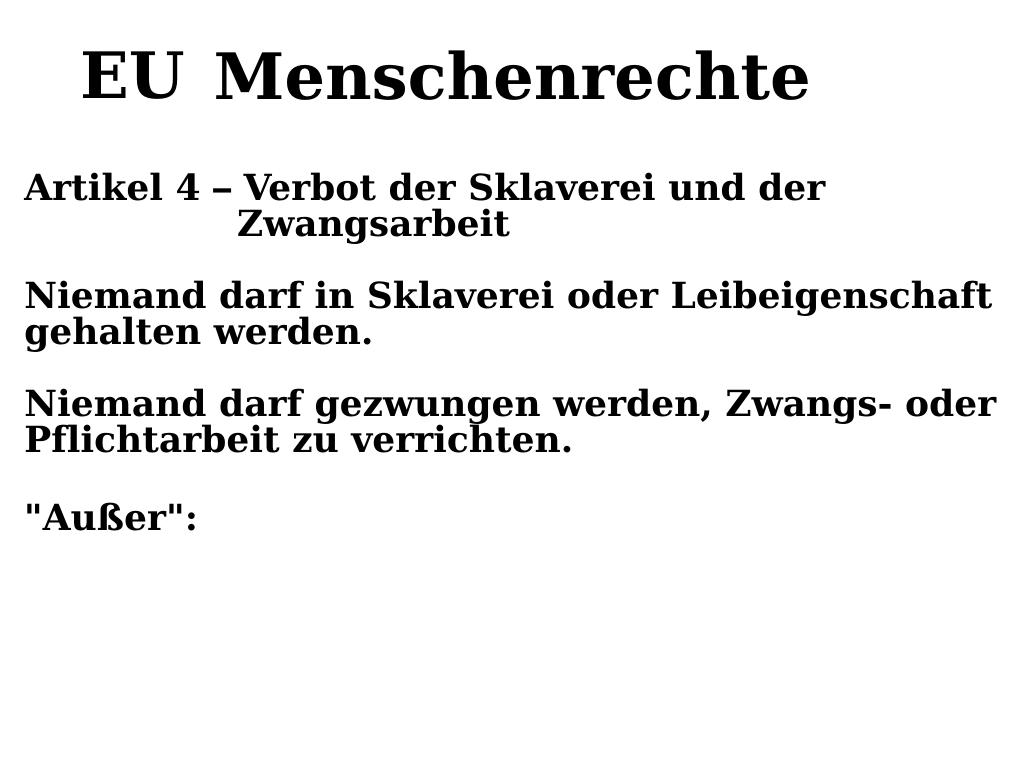 EU Menschenrechte
Artikel 4 – Verbot der Sklaverei und der
Zwangsarbeit
Niemand darf in Sklaverei oder Leibeigenschaft
gehalten werden.
Niemand darf gezwungen werden, Zwangs- oder
Pflichtarbeit zu verrichten.
"Außer":